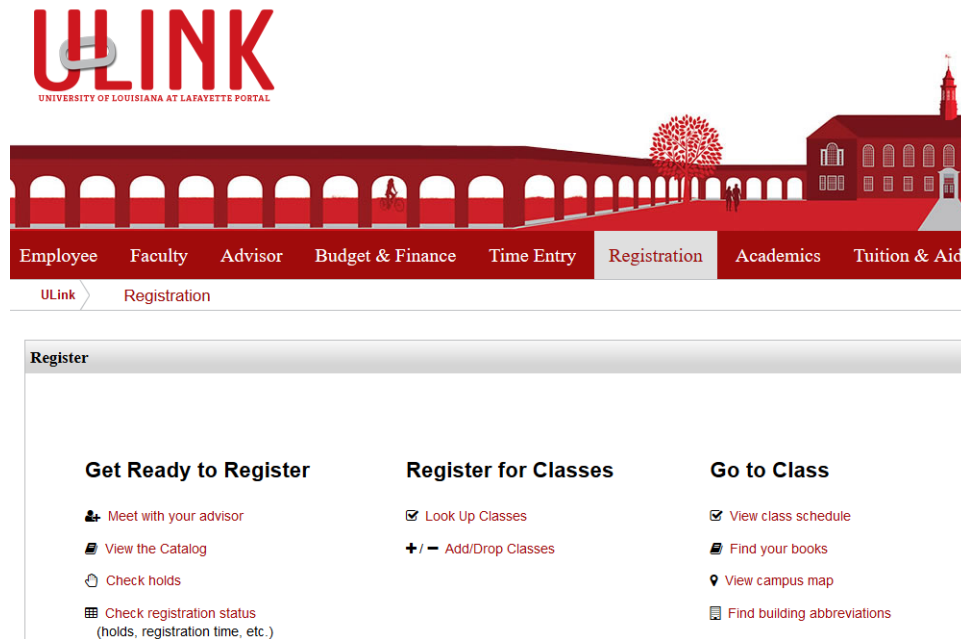 ULINK
UNIVERSITY OF LOUISIANA AT LAFAYETTE PORTAL
Employee Faculty Advisor Budget & Finance Time Entry Registration Academics Tuition & Aid
ULink Registration
Register
Get Ready to Register
Meet with your advisor
View the Catalog
Check holds
Check registration status
(holds, registration time, etc.)
Register for Classes
Look Up Classes
+ / − Add/Drop Classes
Go to Class
View class schedule
Find your books
View campus map
Find building abbreviations